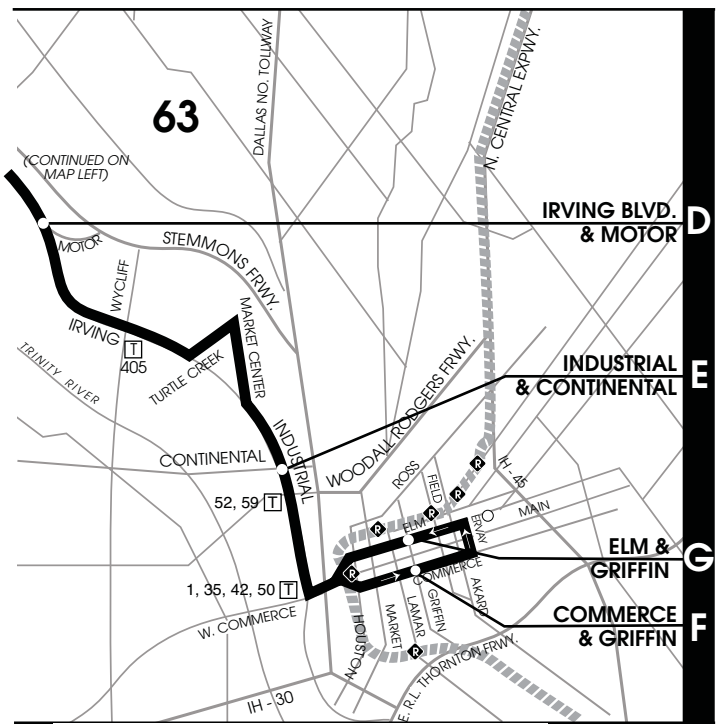 63
DALLAS NO. TOLLWAY
N. CENTRAL EXPWY.
(CONTINUED ON
MAP LEFT)
IRVING BLVD.
& MOTOR
D
MOTOR
STEMMONS FRWY.
WYCLIFF
MARKET CENTER
IRVING
T
405
TURTLE CREEK
TRINITY RIVER
INDUSTRIAL
& CONTINENTAL
E
INDUSTRIAL
WOODALL RODGERS FRWY.
CONTINENTAL
ROSS
FIELD
IH - 45
52, 59 T
R
R
R
R
ELM
ERVAY
MAIN
ELM &
GRIFFIN
G
R
COMMERCE
1, 35, 42, 50 T
AKARD
GRIFFIN
LAMAR
MARKET
HOUSTON
W. COMMERCE
COMMERCE
& GRIFFIN
F
R
E. R.L. THORNTON FRWY.
IH - 30